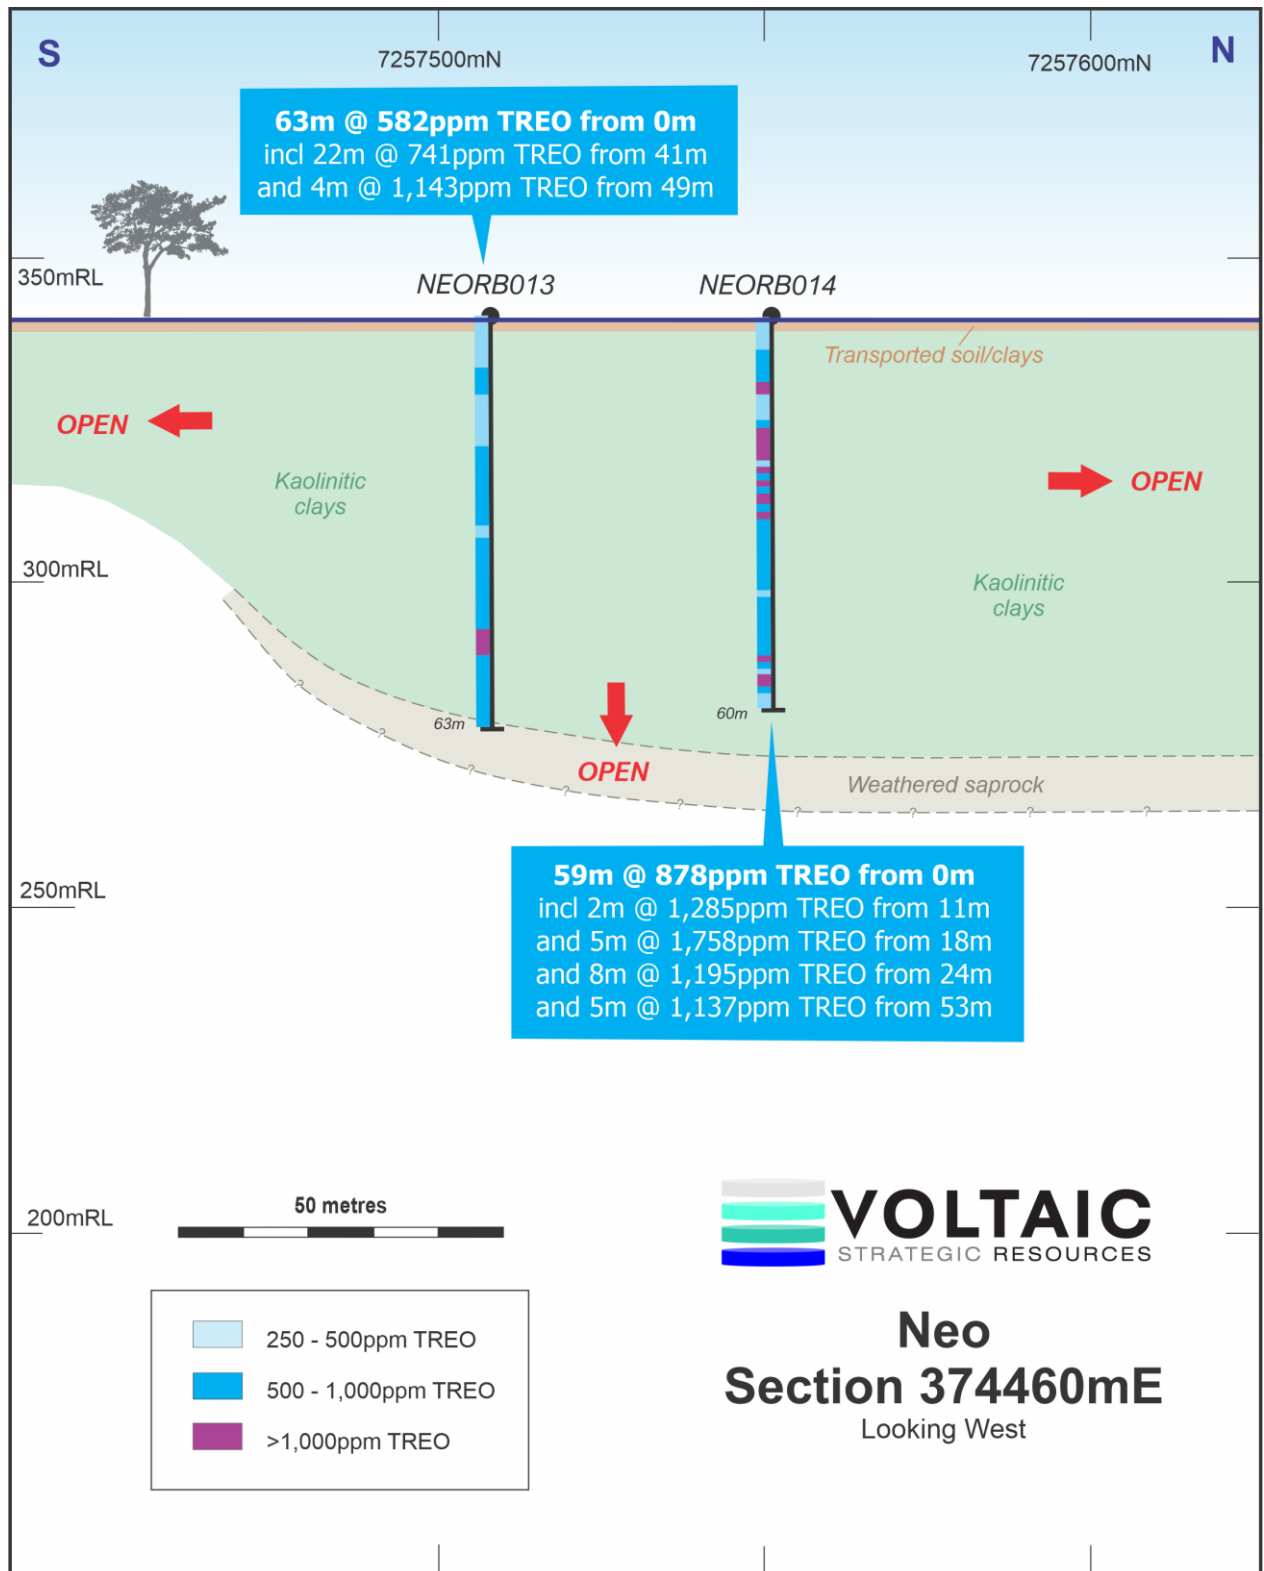 S
7257500mN
7257600mN
N
63m @ 582ppm TREO from 0m
incl 22m @ 741ppm TREO from 41m
and 4m @ 1,143ppm TREO from 49m
350mRL
NEORB013
NEORB014
Transported soil/clays
OPEN
Kaolinitic
clays
OPEN
300mRL
Kaolinitic
clays
63m
60m
OPEN
Weathered saprock
? ? ? ? ? ? ? ? ?
250mRL
59m @ 878ppm TREO from 0m
incl 2m @ 1,285ppm TREO from 11m
and 5m @ 1,758ppm TREO from 18m
and 8m @ 1,195ppm TREO from 24m
and 5m @ 1,137ppm TREO from 53m
200mRL
50 metres
VOLTAIC
STRATEGIC RESOURCES
250 - 500ppm TREO
500 - 1,000ppm TREO
>1,000ppm TREO
Neo
Section 374460mE
Looking West